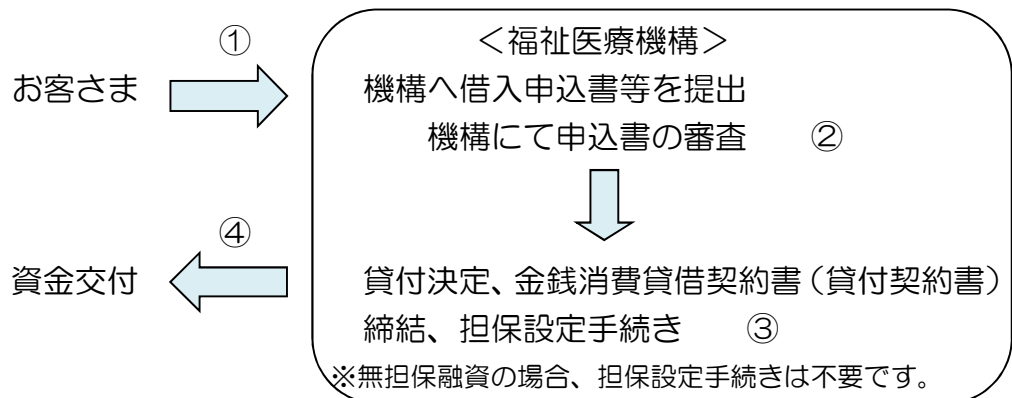 ①
＜福祉医療機構＞
お客さま
機構へ借入申込書等を提出
機構にて申込書の審査 ②
④
資金交付
貸付決定、金銭消費貸借契約書（貸付契約書）
締結、担保設定手続き ③
※無担保融資の場合、担保設定手続きは不要です。